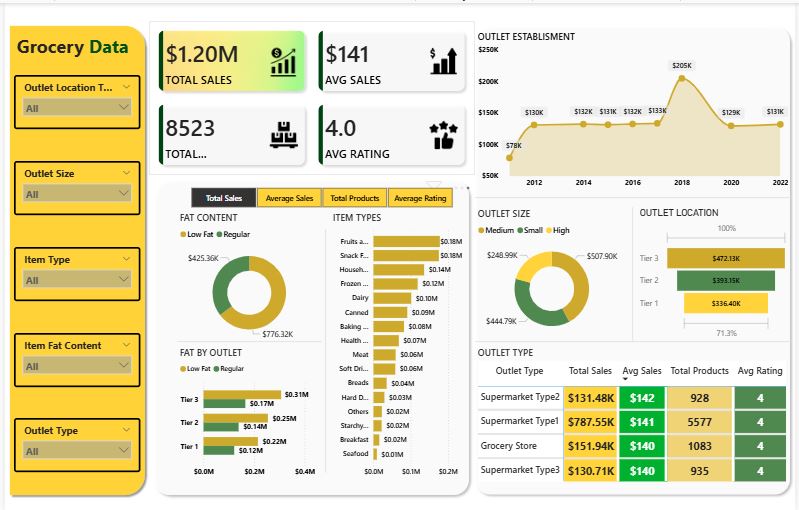 Grocery Data
Outlet Location T...
All
Outlet Size
All
Item Type
All
Item Fat Content
All
Outlet Type
All
$1.20M
TOTAL SALES
$141
AVG SALES
8523
TOTAL...
4.0
AVG RATING
OUTLET ESTABLISMENT
$250K
$200K
$150K
$100K
$50K
$78K
$130K
$132K
$131K
$132K
$133K
$205K
$129K
$131K
2012
2014
2016
2018
2020
2022
Total Sales
Average Sales
Total Products
Average Rating
FAT CONTENT
Low Fat Regular
$425.36K
$776.32K
FAT BY OUTLET
Low Fat Regular
Tier 3 $0.31M
$0.17M
Tier 2 $0.25M
$0.14M
Tier 1 $0.22M
$0.12M
$0.0M $0.2M $0.4M
ITEM TYPES
Fruits a... $0.18M
Snack F... $0.18M
Househ... $0.14M
Frozen ... $0.12M
Dairy $0.10M
Canned $0.09M
Baking ... $0.08M
Health ... $0.07M
Meat $0.06M
Soft Dri... $0.06M
Breads $0.04M
Hard D... $0.03M
Others $0.02M
Starchy... $0.02M
Breakfast $0.02M
Seafood $0.01M
$0.0M $0.1M $0.2M
OUTLET SIZE
Medium Small High
$248.99K
$507.90K
$444.79K
OUTLET LOCATION
100%
Tier 3 $472.13K
Tier 2 $393.15K
Tier 1 $336.40K
71.3%
OUTLET TYPE
Outlet Type Total Sales Avg Sales Total Products Avg Rating
Supermarket Type2 $131.48K $142 928 4
Supermarket Type1 $787.55K $141 5577 4
Grocery Store $151.94K $140 1083 4
Supermarket Type3 $130.71K $140 935 4